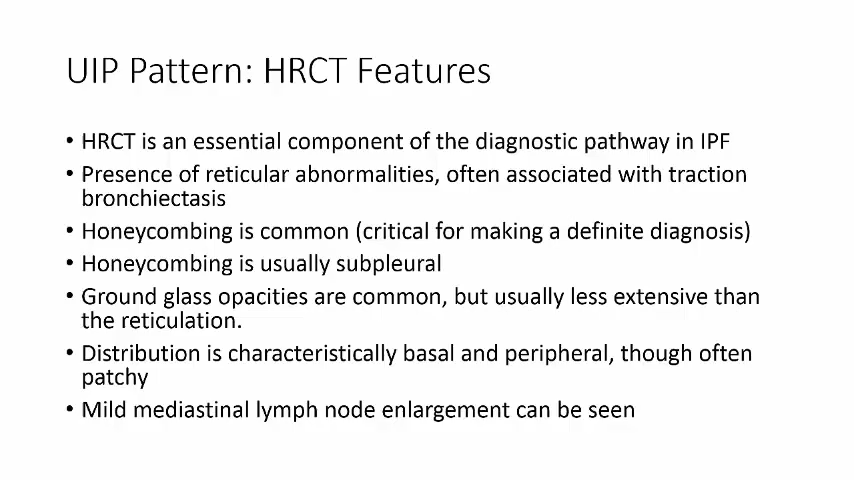 UIP Pattern: HRCT Features
• HRCT is an essential component of the diagnostic pathway in IPF
• Presence of reticular abnormalities, often associated with traction
bronchiectasis
• Honeycombing is common (critical for making a definite diagnosis)
• Honeycombing is usually subpleural
• Ground glass opacities are common, but usually less extensive than
the reticulation.
• Distribution is characteristically basal and peripheral, though often
patchy
• Mild mediastinal lymph node enlargement can be seen